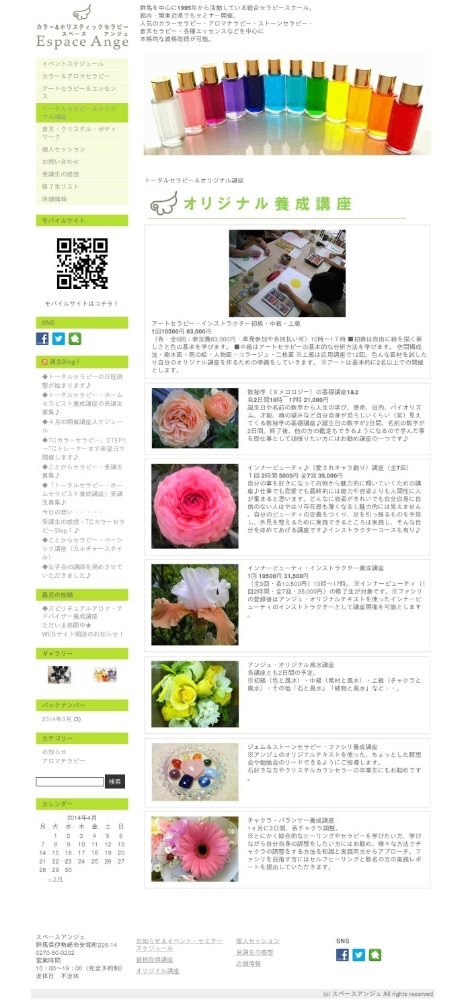 カラー&ホリスティックセラピー
スペース アンジュ
Espace Ange
群馬を中心に1995年から活動している総合セラピースクール。
都内・関東近県でもセミナー開催。
人気のカラーセラピー・アロマテラピー・ストーンセラピー・
音叉セラピー・各種エッセンスなどを中心に
本格的な資格取得が可能。
イベントスケジュール
カラー＆アロマセラピー
アートセラピー＆エッセン
ス
トータルセラピー＆オリジ
ナル講座
音叉・クリスタル・ボディ
ワーク
個人セッション
お問い合わせ
受講生の感想
修了生リスト
店舗情報
モバイルサイト
モバイルサイトはコチラ！
SNS
過去Blog！
◆トータルセラピーの日程調
整が始まります♪
◆トータルセラピー・ホーム
セラピスト養成講座の受講生
募集♪
◆４月の開催講座スケジュー
ル
◆TCカラーセラピー、STEP1
～TCトレーナーまで希望日で
開催します♪
◆ことからセラピー・受講生
募集♪
◆「トータルセラピー・ホー
ムセラピスト養成講座」受講
生募集♪
今日の想い・・・・・
受講生の感想・TCカラーセラ
ピーStep１♪
◆ことからセラピー・ベーシ
ック講座（カルチャースタイ
ル）
◆女子会の講師を務めさせて
いただきました♪
最近の投稿
◆スピリチュアルアロマ・ア
ドバイザー養成講座
ただいま格闘中★
WEBサイト開設のお知らせ！
ギャラリー
バックナンバー
2014年3月 (3)
カテゴリー
お知らせ
アロマテラピー
検索
カレンダー
2014年4月
月 火 水 木 金 土 日
1 2 3 4 5 6
7 8 9 10 11 12 13
14 15 16 17 18 19 20
21 22 23 24 25 26 27
28 29 30
« 3月
トータルセラピー＆オリジナル講座
オリジナル養成講座
アートセラピー・インストラクター初級・中級・上級
1回10500円 63,000円
（各・全6回：参加費63,000円・単発参加や各回払い可）10時～1７時 ■初級は自由に絵を描く楽
しさと色の基本を学びます。 ■中級はアートセラピーの基本的な分析方法を学びます。 空間構成
法・樹木画・雨の絵・人物画・コラージュ・二枚画 ※上級は応用講座で12回。色んな画材を試した
り自分のオリジナル講座を作るための準備をしていきます。 ※アートは基本的に2名以上での開催
とします。
数秘学（ヌメロロジー）の基礎講座1&2
各2日間10時￣17時 21,000円
誕生日や名前の数字から人生の学び、使命、目的、バイオリズ
ム、才能、魂の望みなど自分自身が恐ろしいくらい（笑）見え
てくる数秘学の基礎講座♪誕生日の数字が2日間、名前の数字が
2日間。終了後、他の方の鑑定もできるようになるので学んだ事
を即仕事として頑張りたい方にはお勧め講座の一つです♪
インナービューティ♪（愛されキャラ創り）講座（全7回）
１回 2時間 5000円 全7回 35,000円
自分の事を好きになって内側から魅力的に輝いていくための講
座♪仕事でも恋愛でも最終的には能力や容姿よりも人間性に人
が集まると思います。どんなに容姿がきれいでも自分自身に自
信のない人はやはり存在感も薄くなるし魅力的には見えません
。自分のビューティの定義をつくり、足を引っ張るものを手放
し、外見を整えるために実践できるところは実践し、そんな自
分をほめてあげる講座です♪インストラクターコースも有り♪
インナービューティ・インストラクター養成講座
1回 10500円 31,500円
（全3回・各10,500円）10時～17時。 ※インナービューティ（1
回2時間・全7回・35,000円）の修了生が対象です。※ファシリ
の登録後はアンジュ・オリジナルテキストを使ったインナービ
ューティのインストトラクターとして講座開催を可能とします
。
アンジュ・オリジナル風水講座
各講座とも2日間の予定。
※初級（色と風水）・中級（素材と風水）・上級（チャクラと
風水）・その他「石と風水」「植物と風水」など・・。
ジェム＆ストーンセラピー・ファシリ養成講座
※アンジュのオリジナルテキストを使った、ちょっとした瞑想
会や勉強会のリードできるようにご指導します。
石好きな方やクリスタルカウンセラーの卒業生にもお勧めです
。
チャクラ・バランサー養成講座
1ヶ月に2日間、各チャクラ調整。
※とにかく総合的なヒーリングやセラピーを学びたい方、学び
ながら自分自身の調整をしたい方にはお勧め。様々な方法でチ
ャクラの調整をする方法を知識と実践両方からアプローチ。フ
ァシリを目指す方にはセルフヒーリングと数名の方の実践レポ
ートを提出していただきます。
スペースアンジュ
群馬県伊勢崎市安堀町226-14
0270-50-0202
営業時間
10：00～19：00（完全予約制）
定休日　不定休
お知らせ＆イベント・セミナー
スケジュール
資格取得講座
オリジナル講座
個人セッション
受講生の感想
店舗情報
SNS
(c) スペースアンジュ All rights reserved